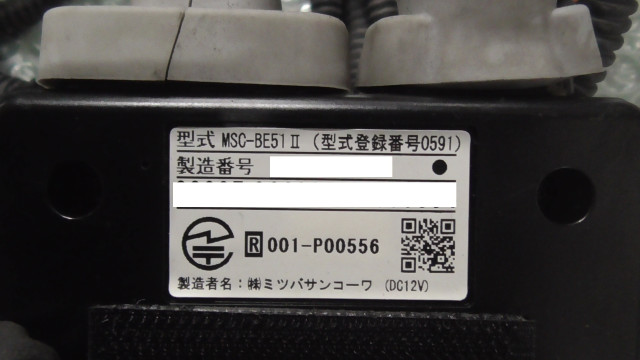 型式 MSC-BE51Ⅱ (型式登録番号0591)
製造番号
R 001-P00556
製造者名:㈱ミツバサンコーワ (DC12V)